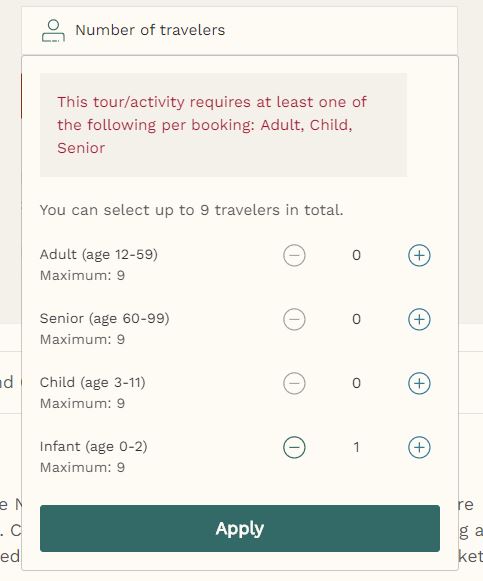 Number of travelers
This tour/activity requires at least one of
the following per booking: Adult, Child,
Senior
You can select up to 9 travelers in total.
Adult (age 12-59)
0
Maximum: 9
Senior (age 60-99)
0
Maximum: 9
Child (age 3-11)
0
Maximum: 9
Infant (age 0-2)
1
Maximum: 9
Apply